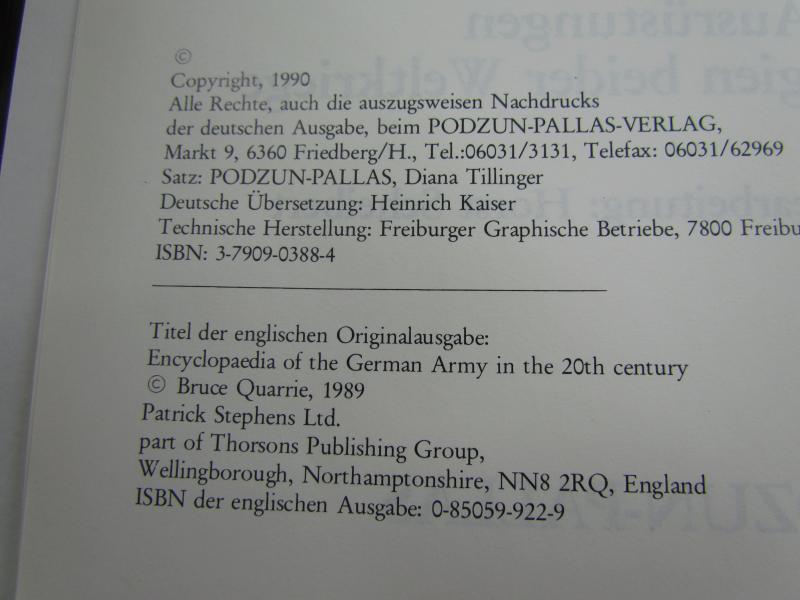 ©
Copyright, 1990
Alle Rechte, auch die auszugsweisen Nachdrucks
der deutschen Ausgabe, beim PODZUN-PALLAS-VERLAG,
Markt 9, 6360 Friedberg/H., Tel.:06031/3131, Telefax: 06031/62969
Satz: PODZUN-PALLAS, Diana Tillinger
Deutsche Übersetzung: Heinrich Kaiser
Technische Herstellung: Freiburger Graphische Betriebe, 7800 Freibu
ISBN: 3-7909-0388-4
Titel der englischen Originalausgabe:
Encyclopaedia of the German Army in the 20th century
© Bruce Quarrie, 1989
Patrick Stephens Ltd.
part of Thorsons Publishing Group,
Wellingborough, Northamptonshire, NN8 2RQ, England
ISBN der englischen Ausgabe: 0-85059-922-9